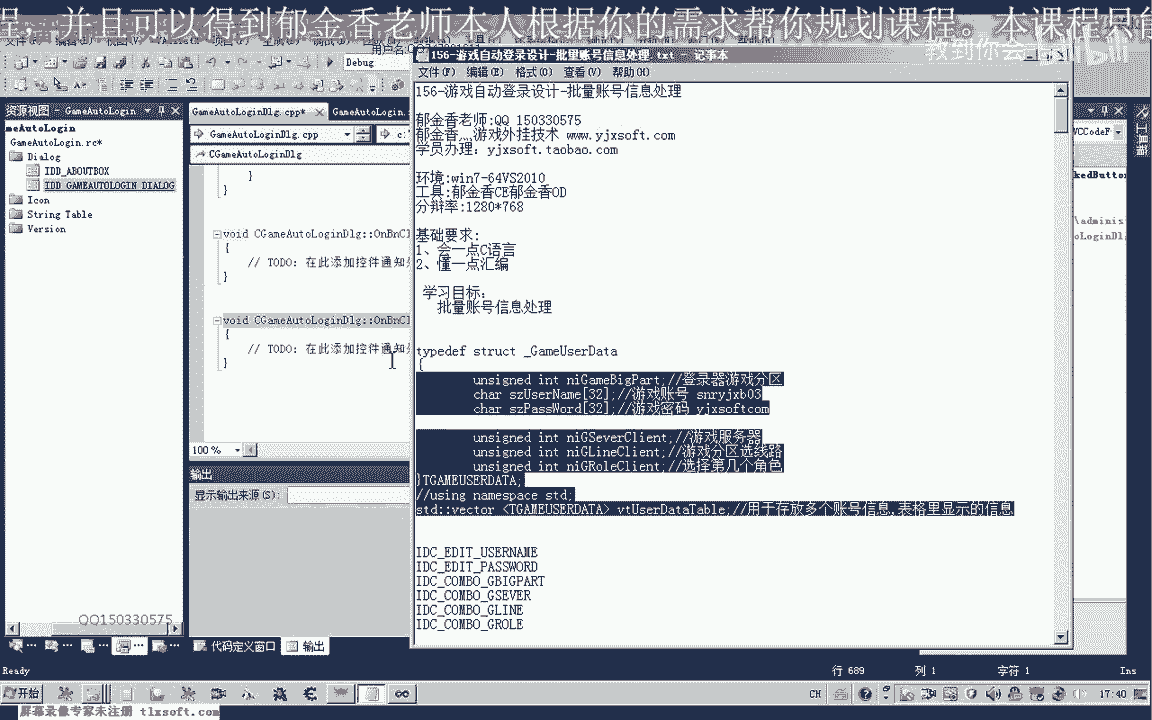 程，并且可以得到郁金香老师本人根据你的需求帮你规划课程。本课程只
教到你会 bilibili
Debug
156-游戏自动登录设计-批里账号信息处理.txt - 记事本
文件(F) 编辑(E) 格式(O) 查看(V) 帮助(H)
资源视图 - GameAutoLogin
meAutoLogin
GameAutoLogin.rc*
Dialog
IDD_ABOUTBOX
IDD_GAMEAUTOLOGIN_DIALOG
Icon
String Table
Version
GameAutoLoginDlg.cpp*
GameAutoLogin
GameAutoLoginDlg.cpp
CGameAutoLoginDlg
}
}
void CGameAutoLoginDlg::OnBnCl
{
// TODO: 在此添加控件通知
}
void CGameAutoLoginDlg::OnBnCl
{
// TODO: 在此添加控件通知
}
100 %
输出
显示输出来源(S):
156-游戏自动登录设计-批里账号信息处理
郁金香老师:QQ 150330575
郁金香灬游戏外挂技术 www.yjxsoft.com
学员办理：yjxsoft.taobao.com
环境:win7-64VS2010
工具:郁金香CE郁金香OD
分辩率:1280*768
基础要求:
1、会一点C语言
2、懂一点汇编
学习目标：
批量账号信息处理
typedef struct _GameUserData
{
unsigned int niGameBigPart;//登录器游戏分区
char szUserName[32];//游戏账号 snryjxb03
char szPassWord[32];//游戏密码 yjxsoftcom
unsigned int niGSeverClient;//游戏服务器
unsigned int niGLineClient;//游戏分区选线路
unsigned int niGRoleClient;//选择第几个角色
}TGAMEUSERDATA;
//using namespace std;
std::vector <TGAMEUSERDATA> vtUserDataTable;//用于存放多个账号信息,表格里显示的信息
IDC_EDIT_USERNAME
IDC_EDIT_PASSWORD
IDC_COMBO_GBIGPART
IDC_COMBO_GSEVER
IDC_COMBO_GLINE
IDC_COMBO_GROLE
VCCodeF
kedButton
\adminis
oLoginDl
工具箱
QQ150330575
代码定义窗口 输出
Ready
行 689 列 1 字符 1 Ins
开始
CH
17:40
屏幕录像专家未注册 tlxsoft.com